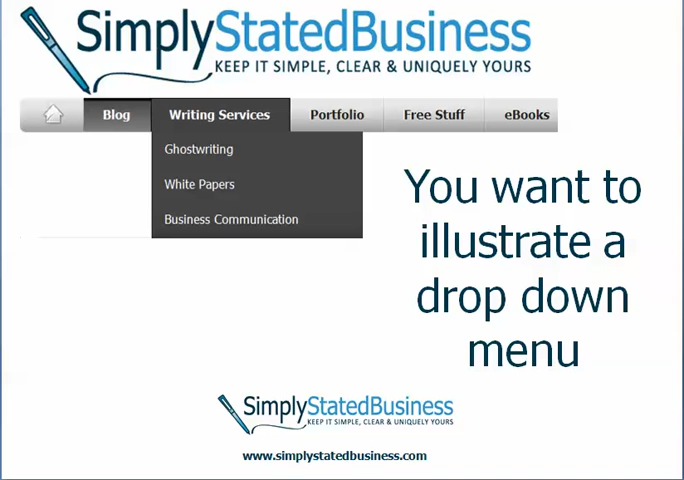 SimplyStatedBusiness
KEEP IT SIMPLE, CLEAR & UNIQUELY YOURS
Blog Writing Services Portfolio Free Stuff eBooks
Ghostwriting
White Papers
Business Communication
You want to
illustrate a
drop down
menu
SimplyStatedBusiness
KEEP IT SIMPLE, CLEAR & UNIQUELY YOURS
www.simplystatedbusiness.com